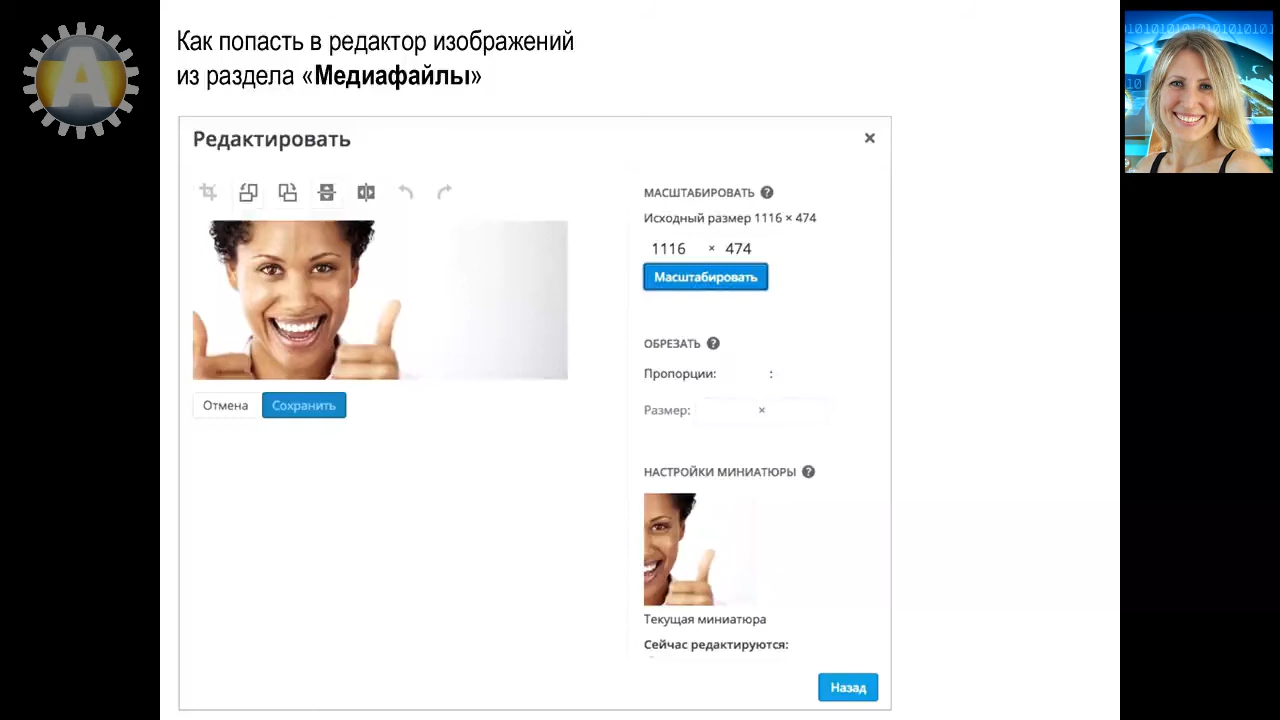 Как попасть в редактор изображений
из раздела «Медиафайлы»
A
Редактировать
×
МАСШТАБИРОВАТЬ ?
Исходный размер 1116 × 474
1116 × 474
Масштабировать
ОБРЕЗАТЬ ?
Пропорции: :
Размер: ×
Отмена Сохранить
НАСТРОЙКИ МИНИАТЮРЫ ?
Текущая миниатюра
Сейчас редактируются:
Назад